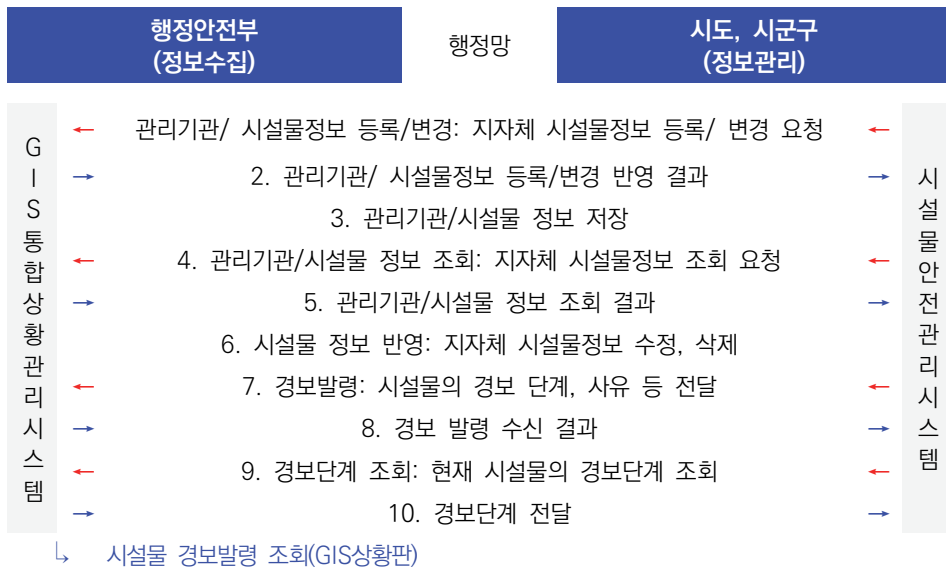 행정안전부
(정보수집)
행정망
시도, 시군구
(정보관리)
GIS통합상황관리시스템
관리기관/ 시설물정보 등록/변경: 지자체 시설물정보 등록/ 변경 요청
2. 관리기관/ 시설물정보 등록/변경 반영 결과
3. 관리기관/시설물 정보 저장
4. 관리기관/시설물 정보 조회: 지자체 시설물정보 조회 요청
5. 관리기관/시설물 정보 조회 결과
6. 시설물 정보 반영: 지자체 시설물정보 수정, 삭제
7. 경보발령: 시설물의 경보 단계, 사유 등 전달
8. 경보 발령 수신 결과
9. 경보단계 조회: 현재 시설물의 경보단계 조회
10. 경보단계 전달
시설물안전관리시스템
↳ 시설물 경보발령 조회(GIS상황판)